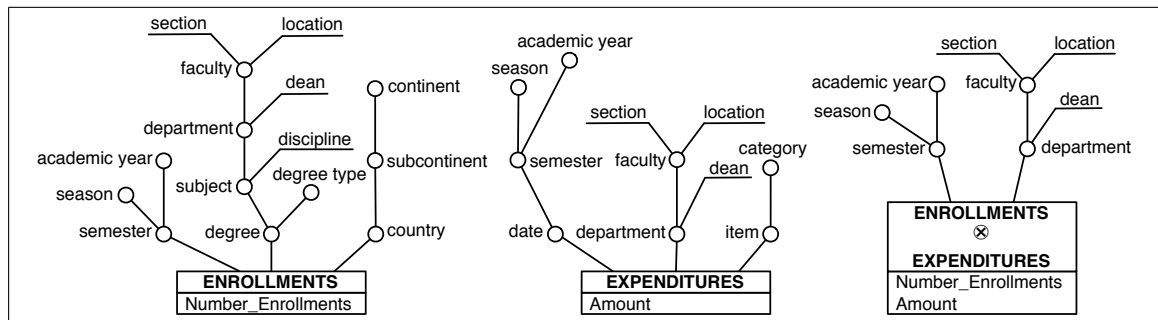 section
location
faculty
dean
department
discipline
academic year
degree type
subject
season
semester
degree
continent
subcontinent
country
ENROLLMENTS
Number_Enrollments
academic year
season
semester
section
location
faculty
category
dean
date
department
item
EXPENDITURES
Amount
section
location
academic year
faculty
season
dean
semester
department
ENROLLMENTS
⊗
EXPENDITURES
Number_Enrollments
Amount